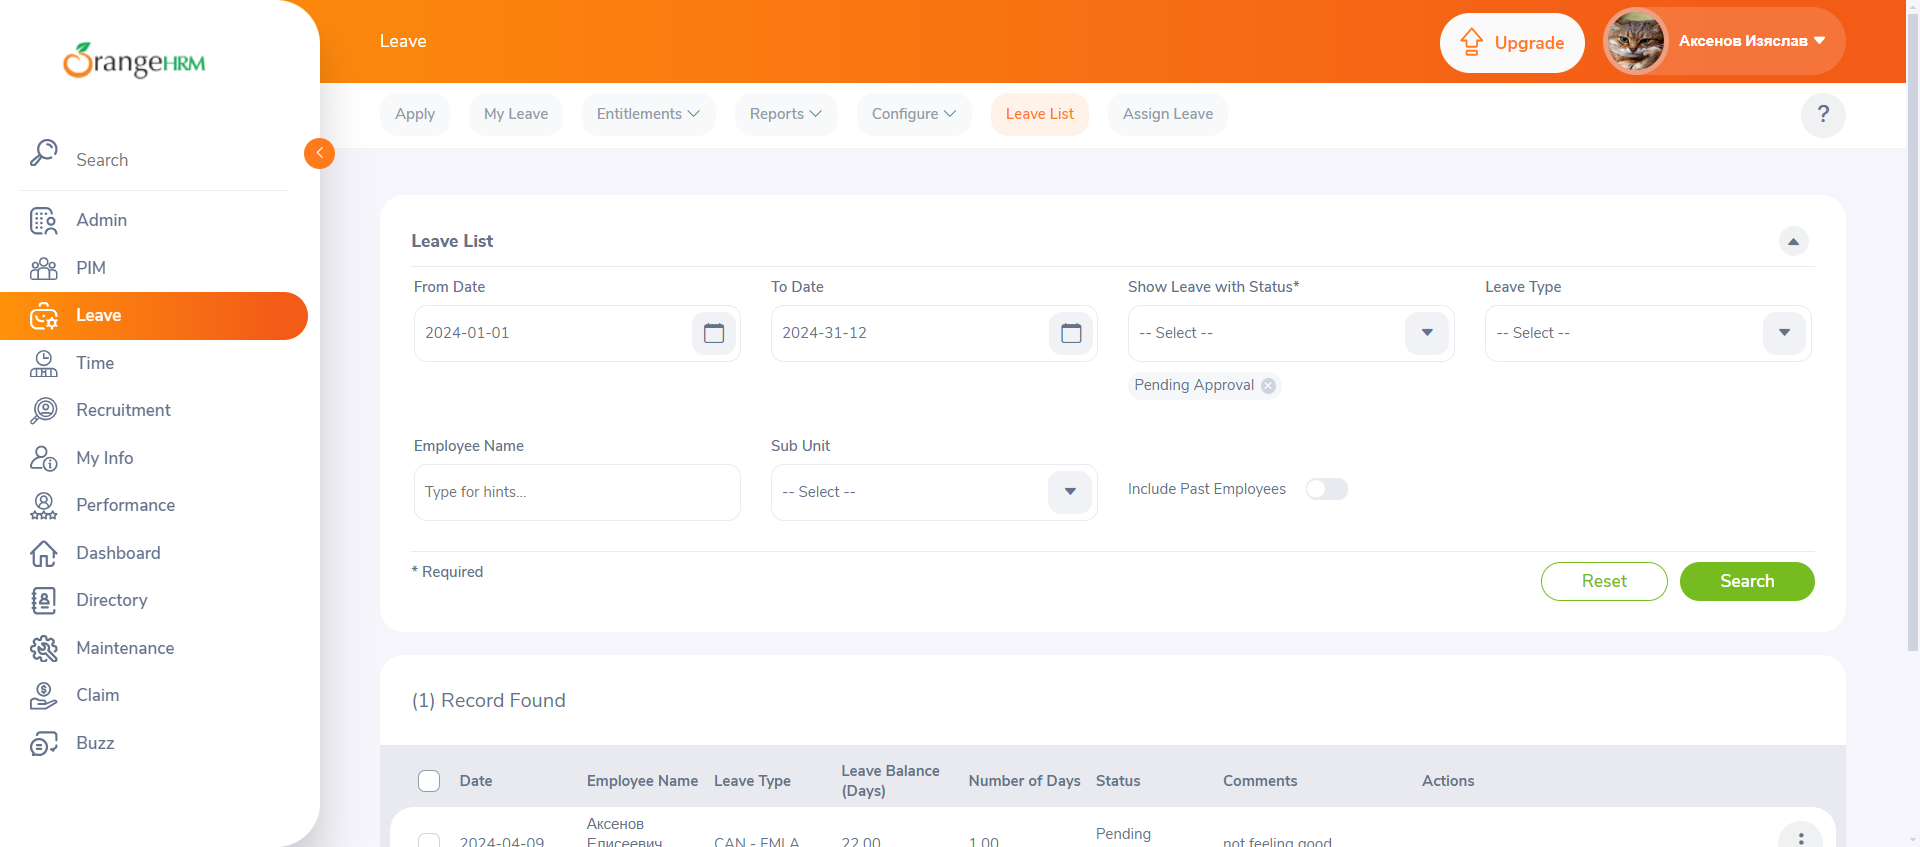 OrangeHRM
Leave
Upgrade
Аксенов Изяслав
Apply
My Leave
Entitlements
Reports
Configure
Leave List
Assign Leave
?
Search
Admin
PIM
Leave
Time
Recruitment
My Info
Performance
Dashboard
Directory
Maintenance
Claim
Buzz
Leave List
From Date
To Date
Show Leave with Status*
Leave Type
2024-01-01
2024-31-12
-- Select --
-- Select --
Pending Approval
Employee Name
Sub Unit
Type for hints...
-- Select --
Include Past Employees
* Required
Reset
Search
(1) Record Found
Date
Employee Name
Leave Type
Leave Balance
(Days)
Number of Days
Status
Comments
Actions
2024-04-09
Аксенов
Елисеевич
CAN - FMLA
22.00
1.00
Pending
not feeling good